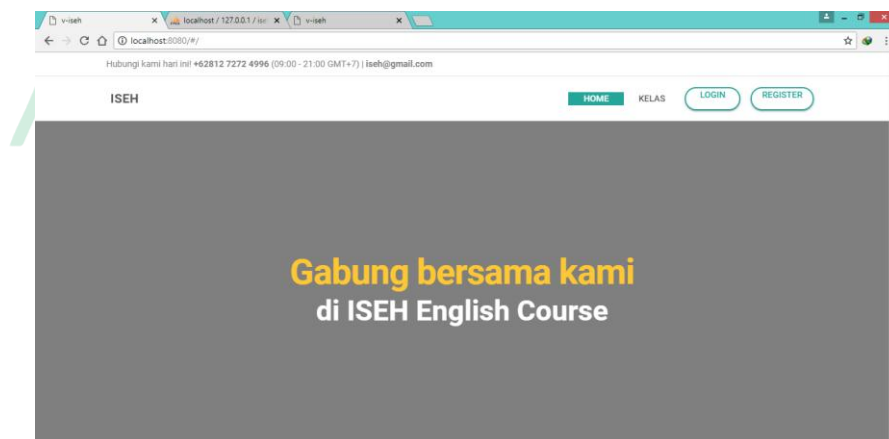 v-iseh
localhost / 127.0.0.1 / ise
v-iseh
localhost:8080/#/
Hubungi kami hari ini! +62812 7272 4996 (09:00 - 21:00 GMT+7) | iseh@gmail.com
ISEH HOME KELAS LOGIN REGISTER
Gabung bersama kami
di ISEH English Course